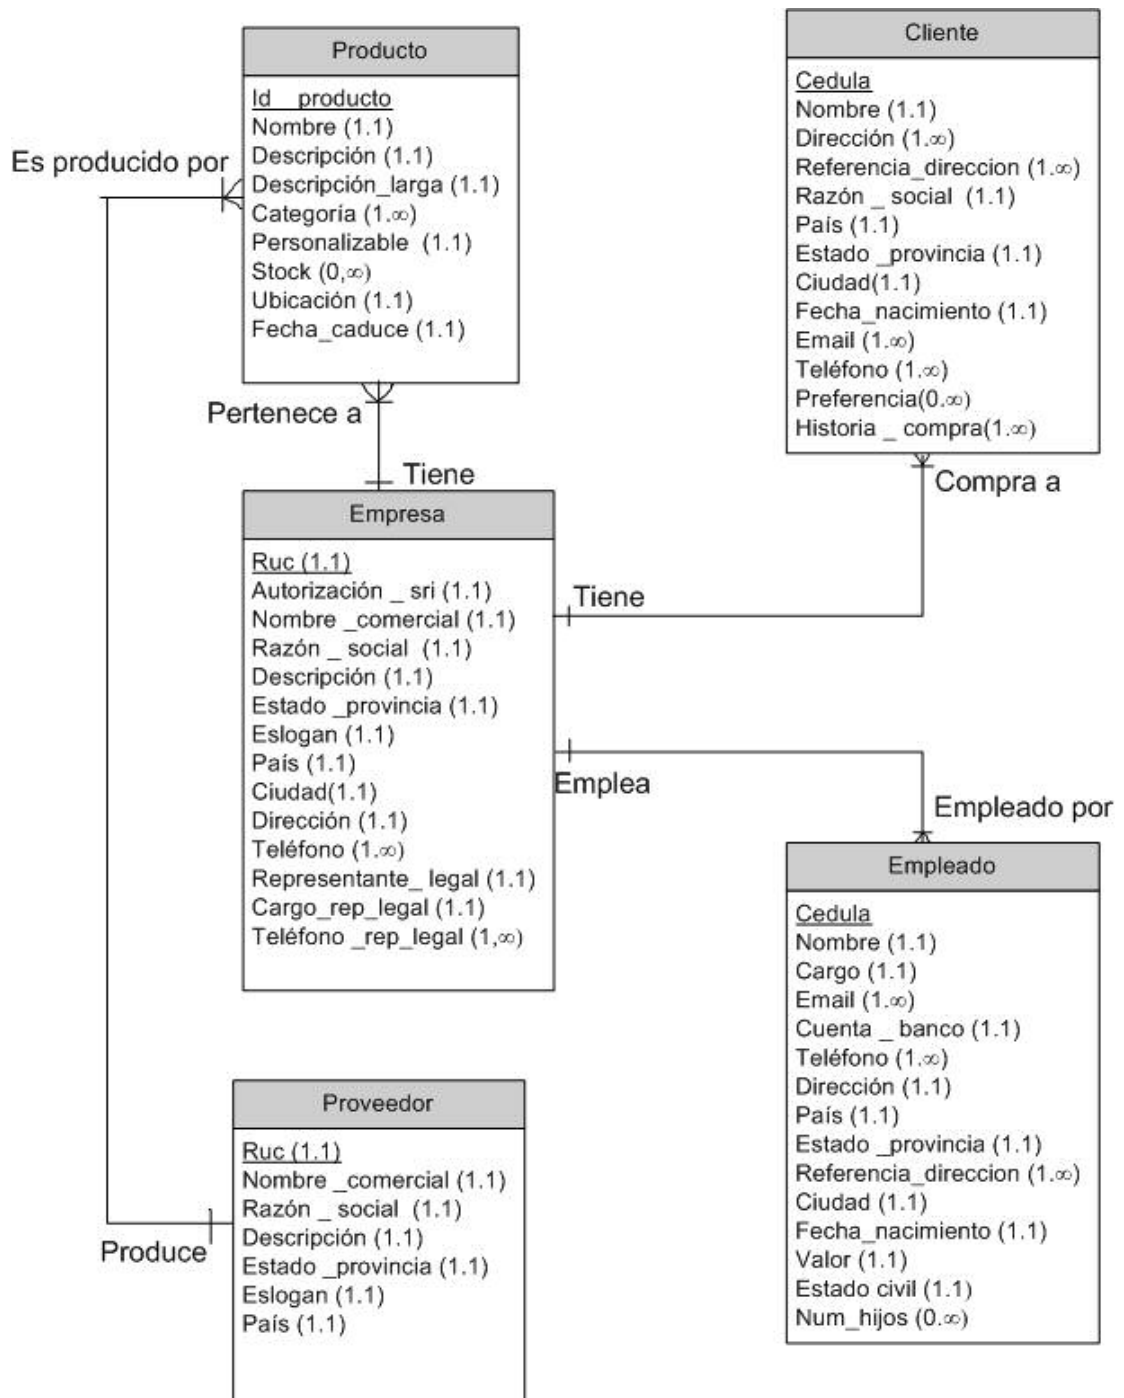 Producto
Id_ producto
Nombre (1.1)
Descripción (1.1)
Descripción_larga (1.1)
Categoría (1.∞)
Personalizable (1.1)
Stock (0,∞)
Ubicación (1.1)
Fecha_caduce (1.1)
Es producido por
Pertenece a
Tiene
Cliente
Cedula
Nombre (1.1)
Dirección (1.∞)
Referencia_direccion (1.∞)
Razón _ social (1.1)
País (1.1)
Estado _provincia (1.1)
Ciudad(1.1)
Fecha_nacimiento (1.1)
Email (1.∞)
Teléfono (1.∞)
Preferencia(0.∞)
Historia _ compra(1.∞)
Compra a
Tiene
Empresa
Ruc (1.1)
Autorización _ sri (1.1)
Nombre _comercial (1.1)
Razón _ social (1.1)
Descripción (1.1)
Estado _provincia (1.1)
Eslogan (1.1)
País (1.1)
Ciudad(1.1)
Dirección (1.1)
Teléfono (1.∞)
Representante_ legal (1.1)
Cargo_rep_legal (1.1)
Teléfono _rep_legal (1,∞)
Emplea
Empleado por
Empleado
Cedula
Nombre (1.1)
Cargo (1.1)
Email (1.∞)
Cuenta _ banco (1.1)
Teléfono (1.∞)
Dirección (1.1)
País (1.1)
Estado _provincia (1.1)
Referencia_direccion (1.∞)
Ciudad (1.1)
Fecha_nacimiento (1.1)
Valor (1.1)
Estado civil (1.1)
Num_hijos (0.∞)
Proveedor
Ruc (1.1)
Nombre _comercial (1.1)
Razón _ social (1.1)
Descripción (1.1)
Estado _provincia (1.1)
Eslogan (1.1)
País (1.1)
Produce